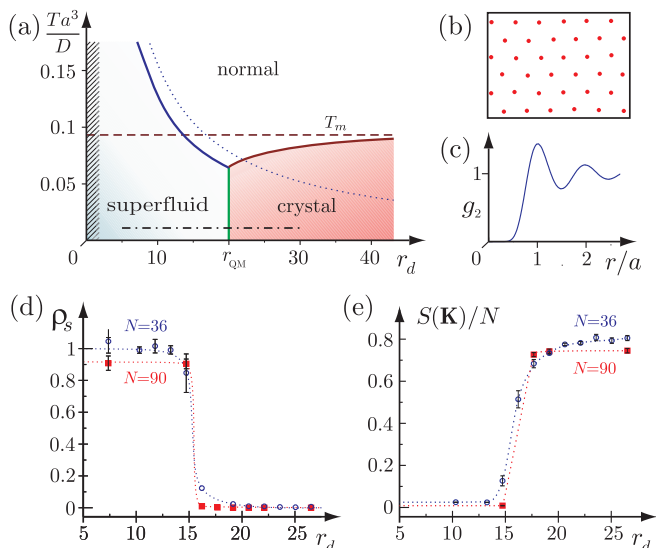 (a) Ta³/D
0.15
0.1
0.05
0
normal
T_m
superfluid
crystal
10 r_QM 30 40 r_d
(b)
(c)
1
g₂
0
1 2 r/a
(d) ρ_s
N=36
N=90
1
0.8
0.6
0.4
0.2
0
5 10 15 20 25 r_d
(e) S(K)/N
N=36
N=90
0.8
0.6
0.4
0.2
0
5 10 15 20 25 r_d